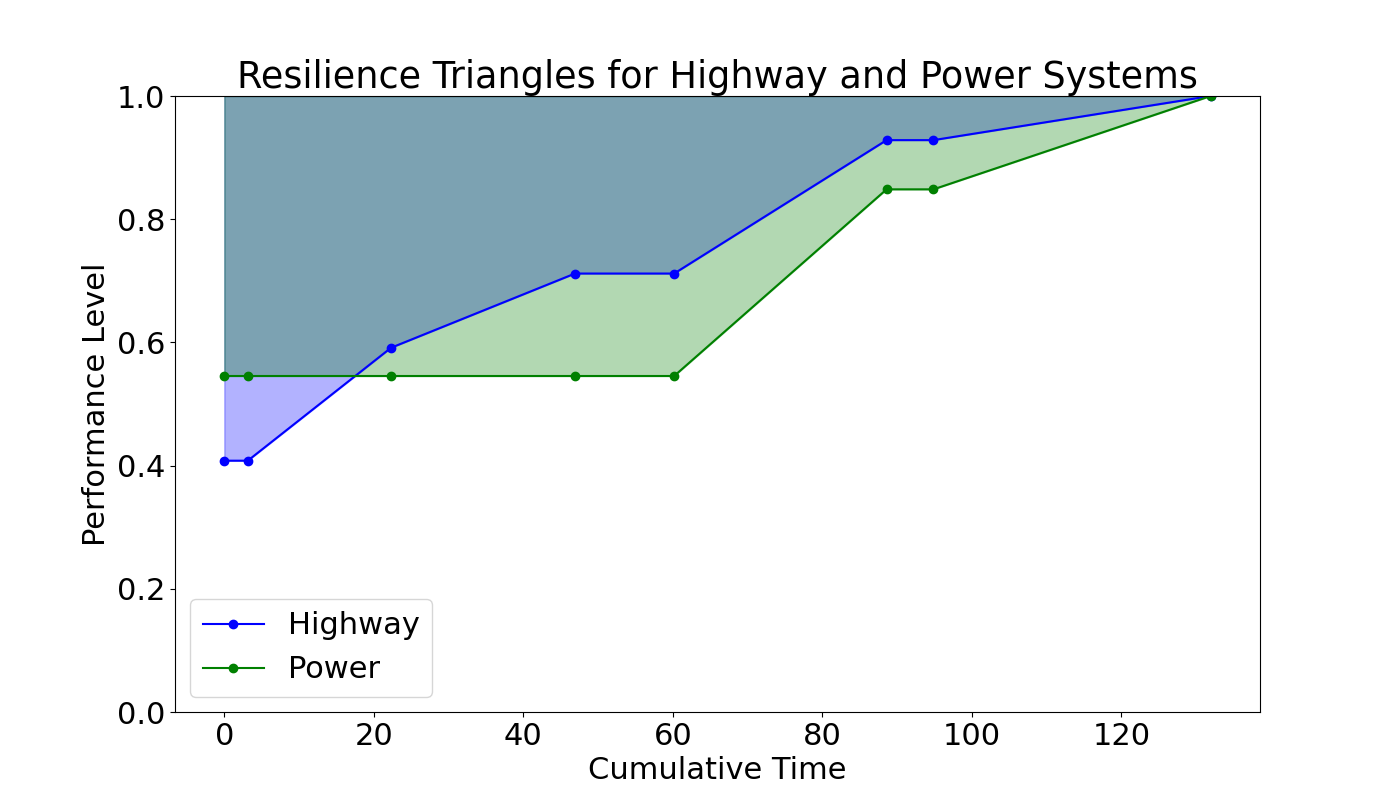 Resilience Triangles for Highway and Power Systems
1.0
0.8
0.6
0.4
0.2
0.0
Performance Level
Highway
Power
0 20 40 60 80 100 120
Cumulative Time